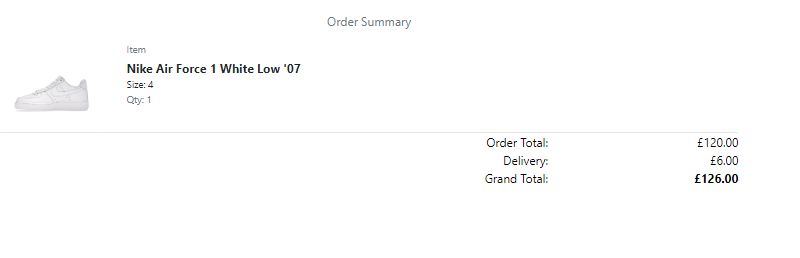 Order Summary
Item
Nike Air Force 1 White Low '07
Size: 4
Qty: 1
Order Total: £120.00
Delivery: £6.00
Grand Total: £126.00